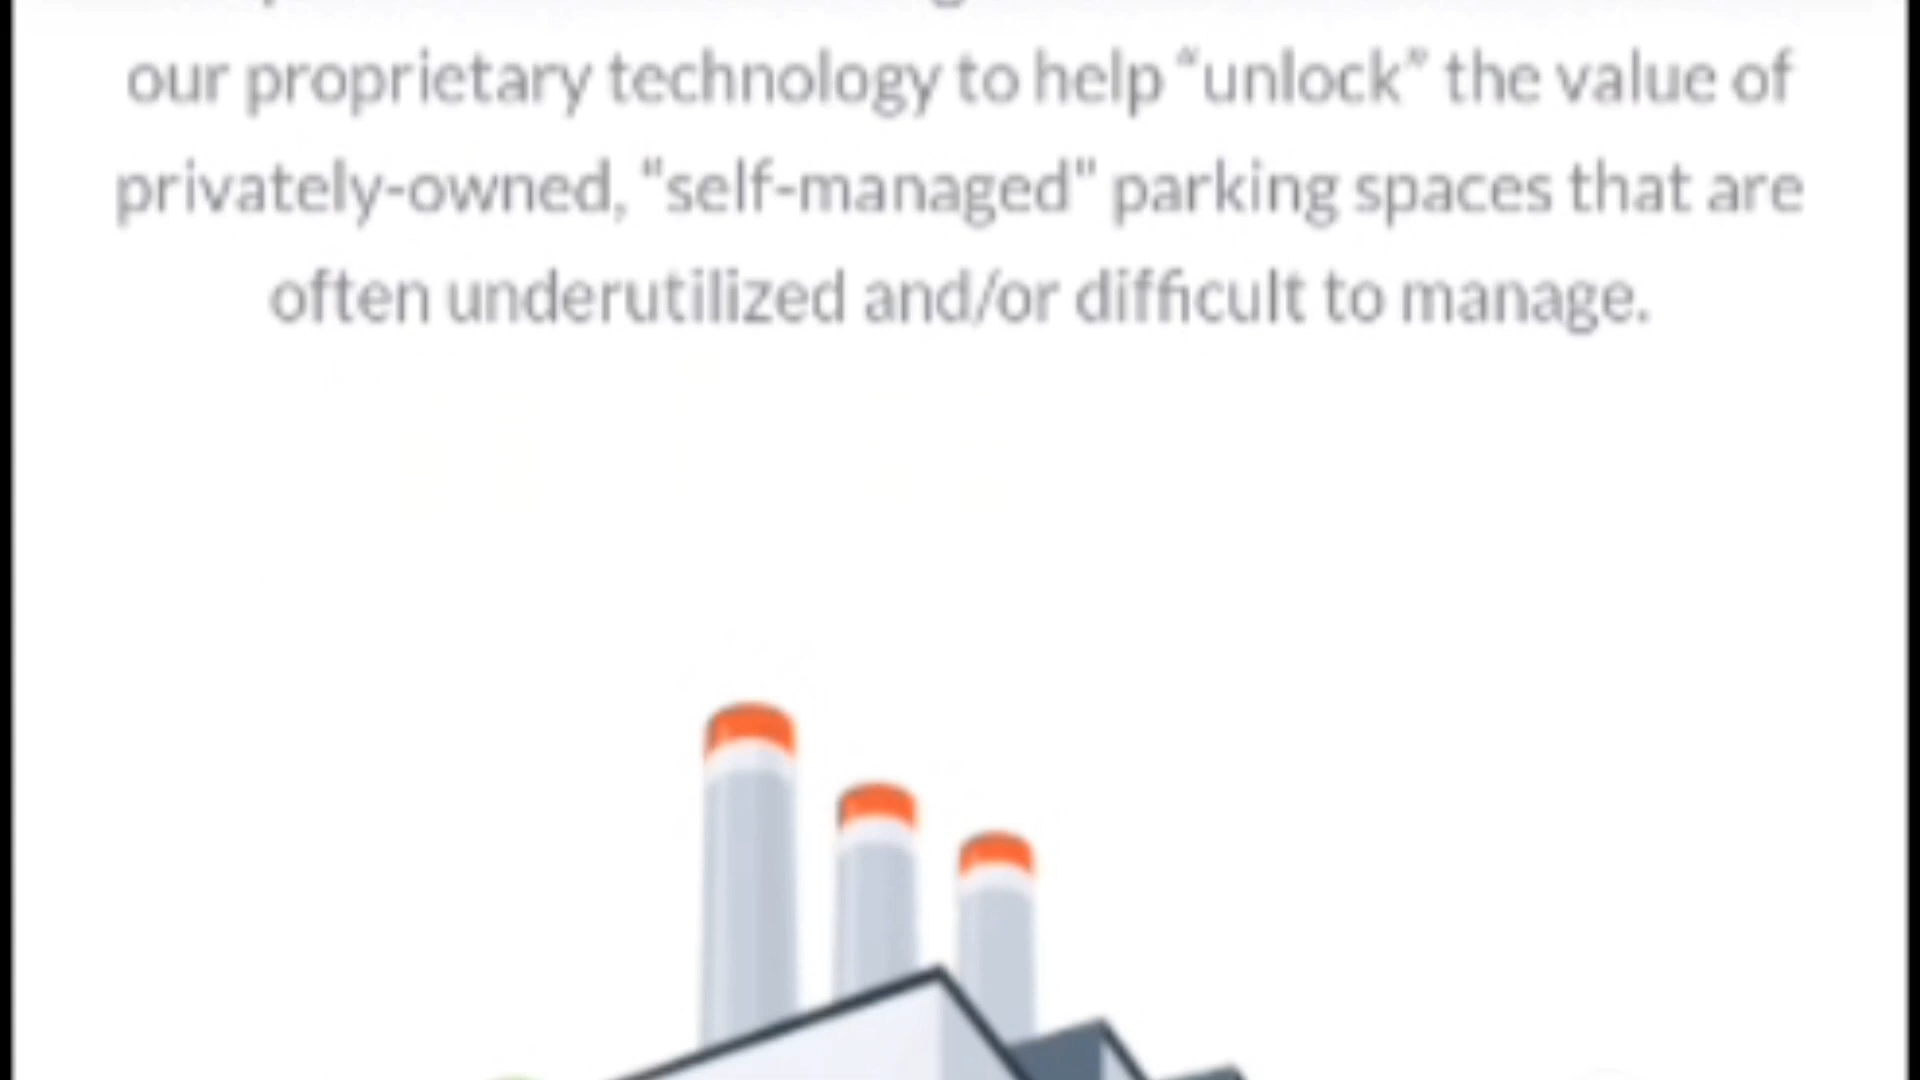 our proprietary technology to help “unlock” the value of
privately-owned, “self-managed" parking spaces that are
often underutilized and/or difficult to manage.